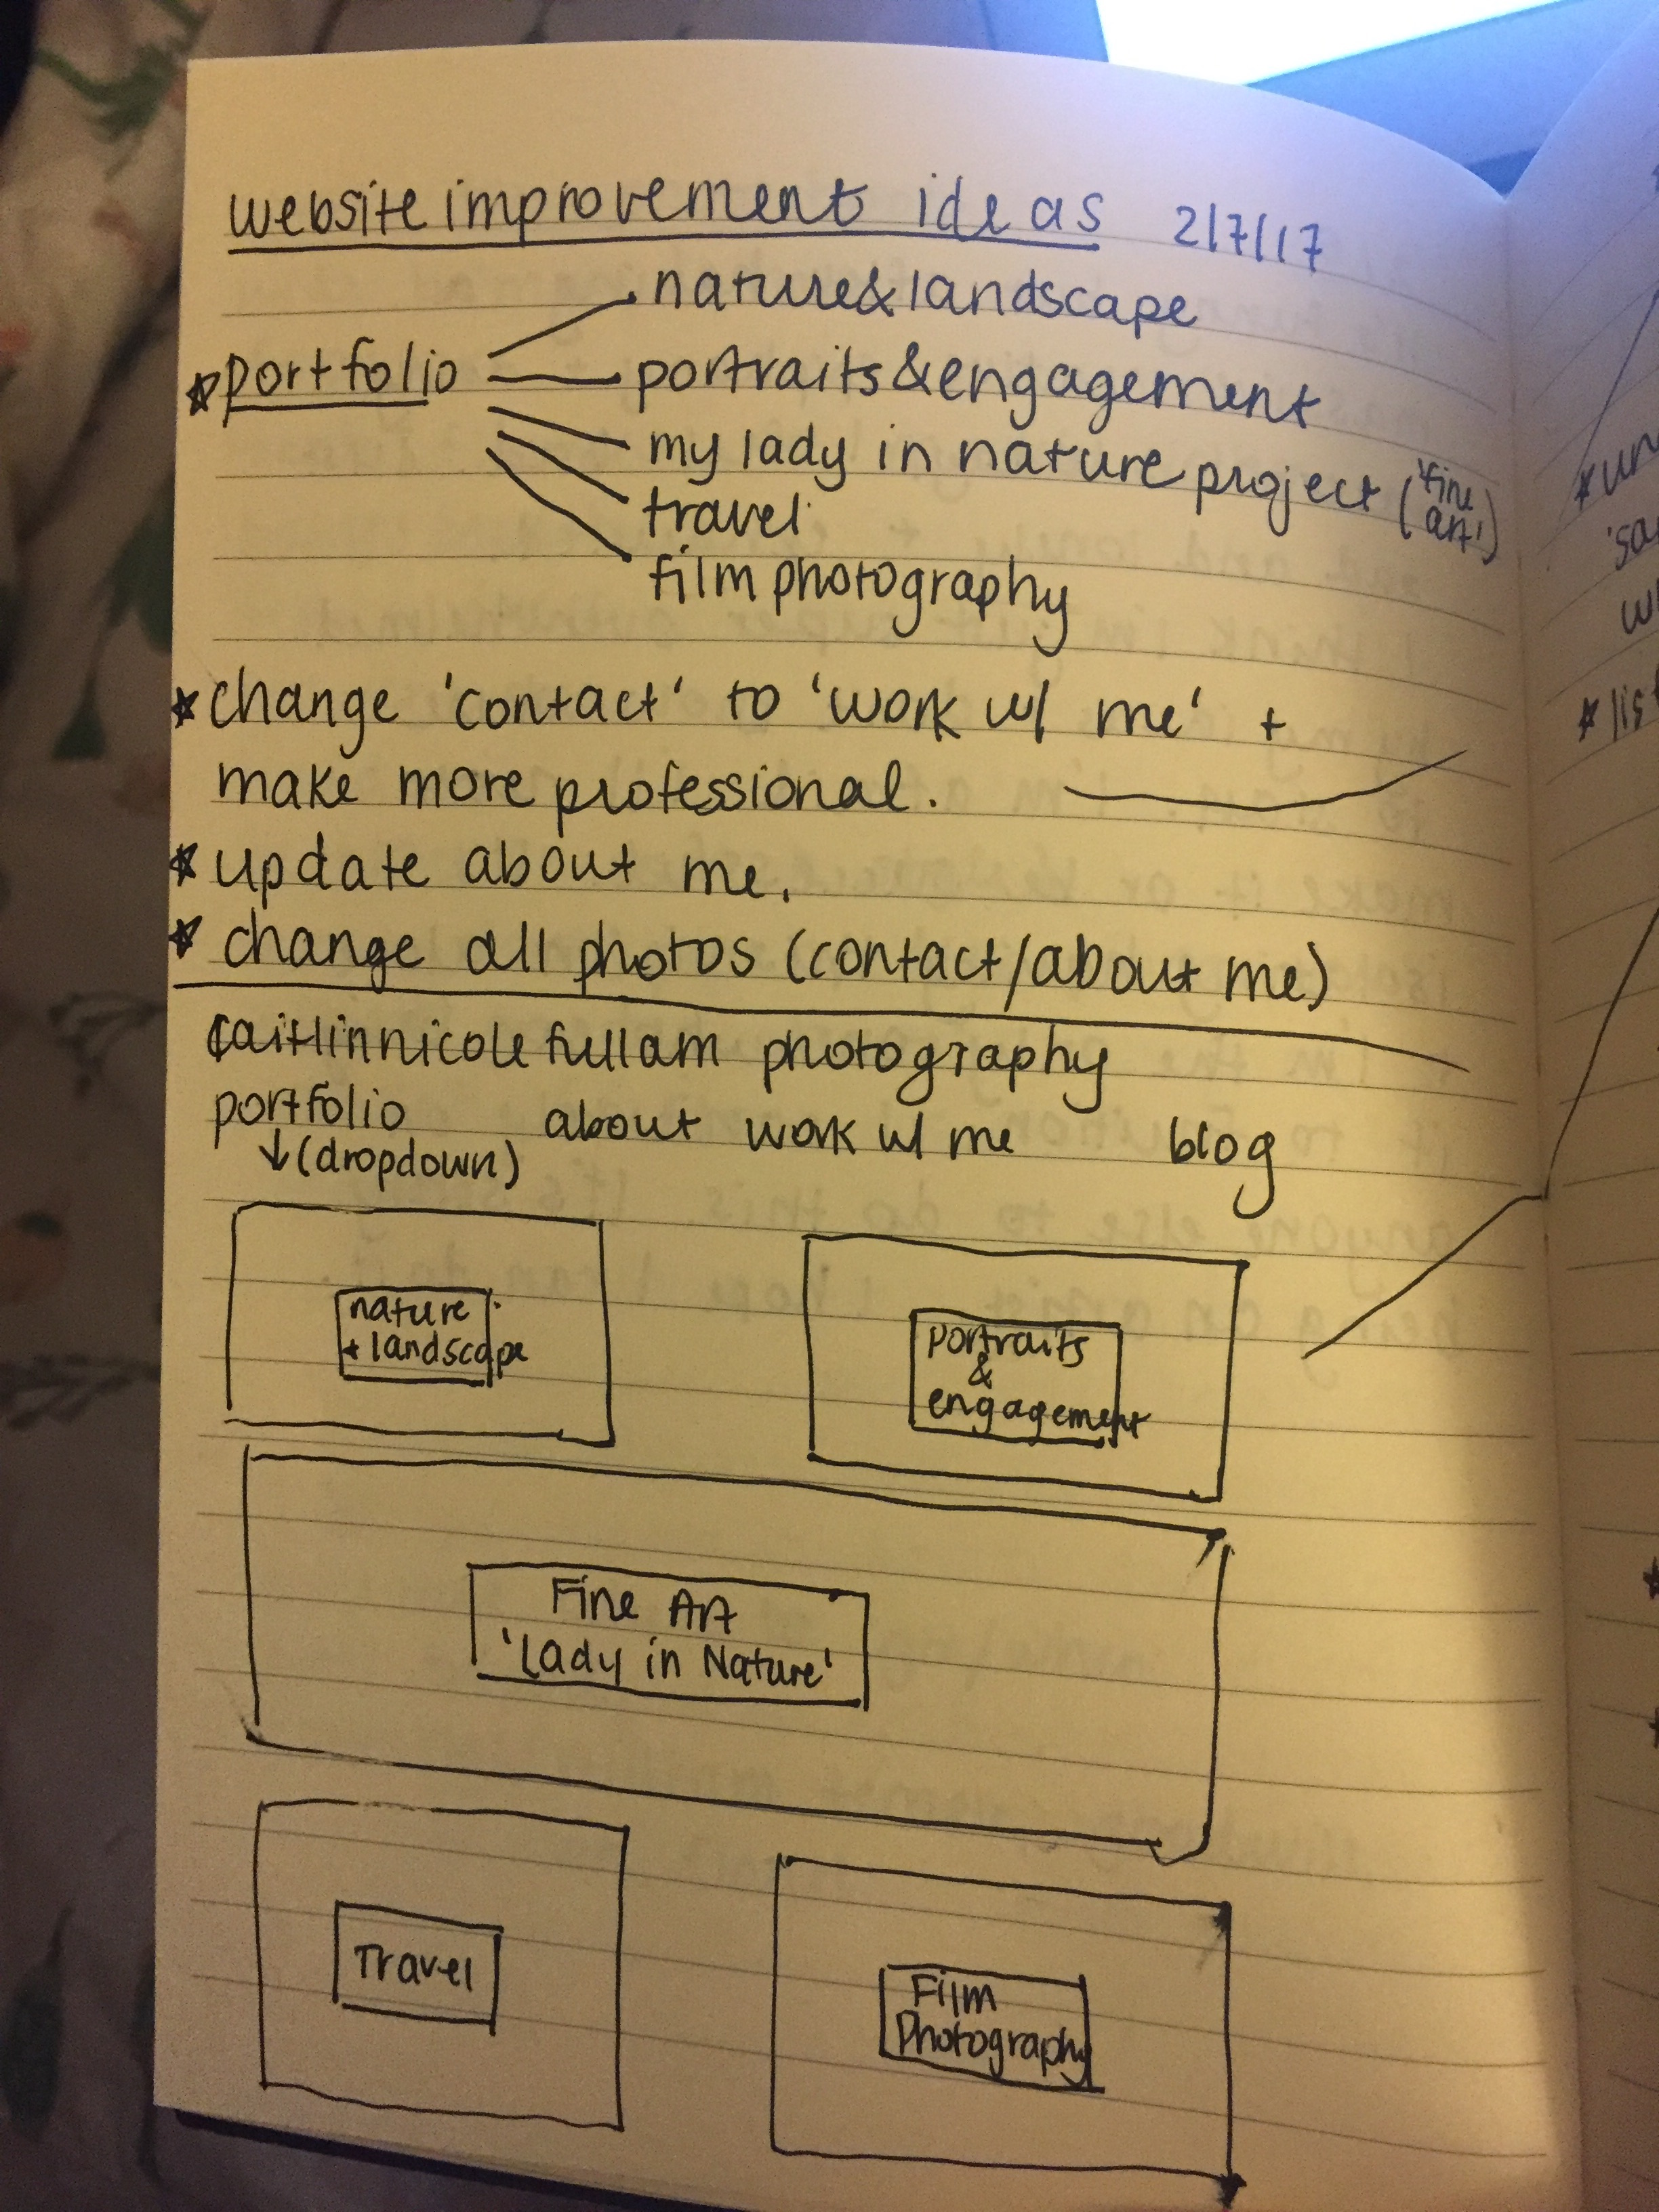 website improvement ideas 2/7/17
nature & landscape
portfolio
portraits & engagement
my lady in nature project ('fine art')
travel
film photography
change 'contact' to 'work w/ me' +
make more professional.
update about me.
change all photos (contact/about me)
caitlinnicolefullam photography
portfolio about work w/ me blog
↓(dropdown)
nature
+ landscape
portraits
&
engagement
Fine Art
'Lady in Nature'
Travel
Film
Photography
list